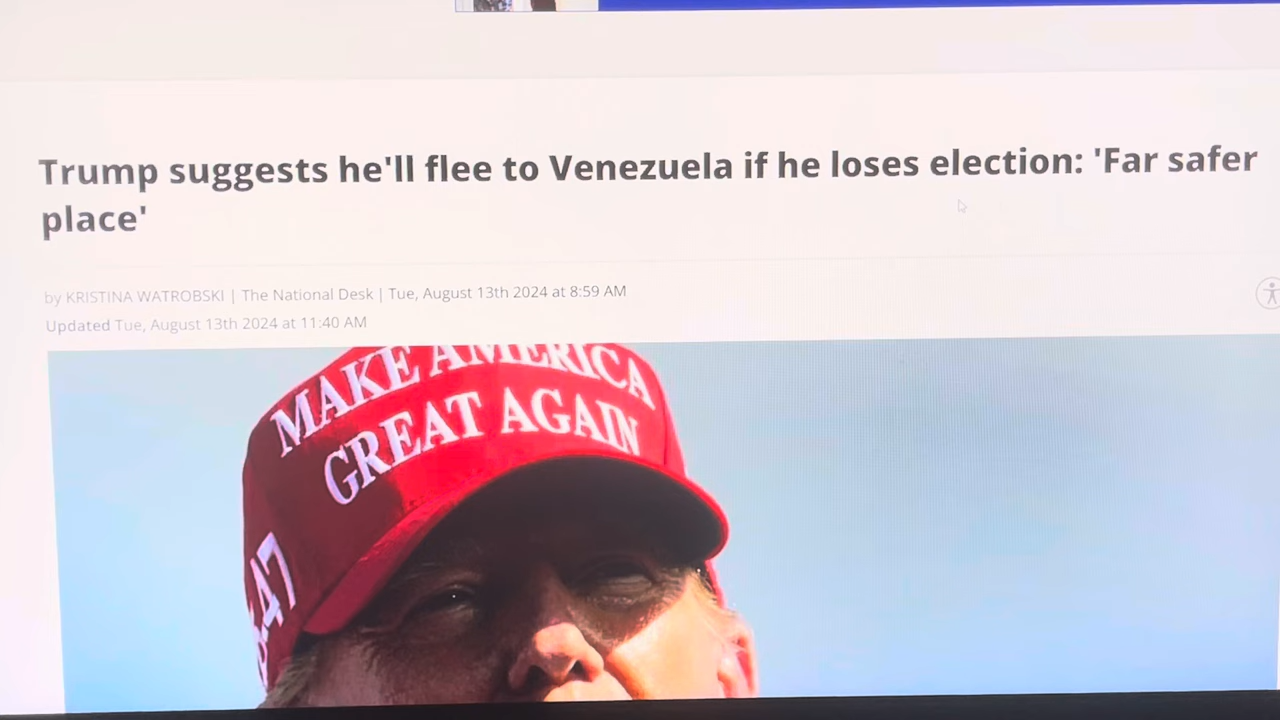 Trump suggests he'll flee to Venezuela if he loses election: 'Far safer
place'
by KRISTINA WATROBSKI | The National Desk | Tue, August 13th 2024 at 8:59 AM
Updated Tue, August 13th 2024 at 11:40 AM
MAKE AMERICA
GREAT AGAIN
47